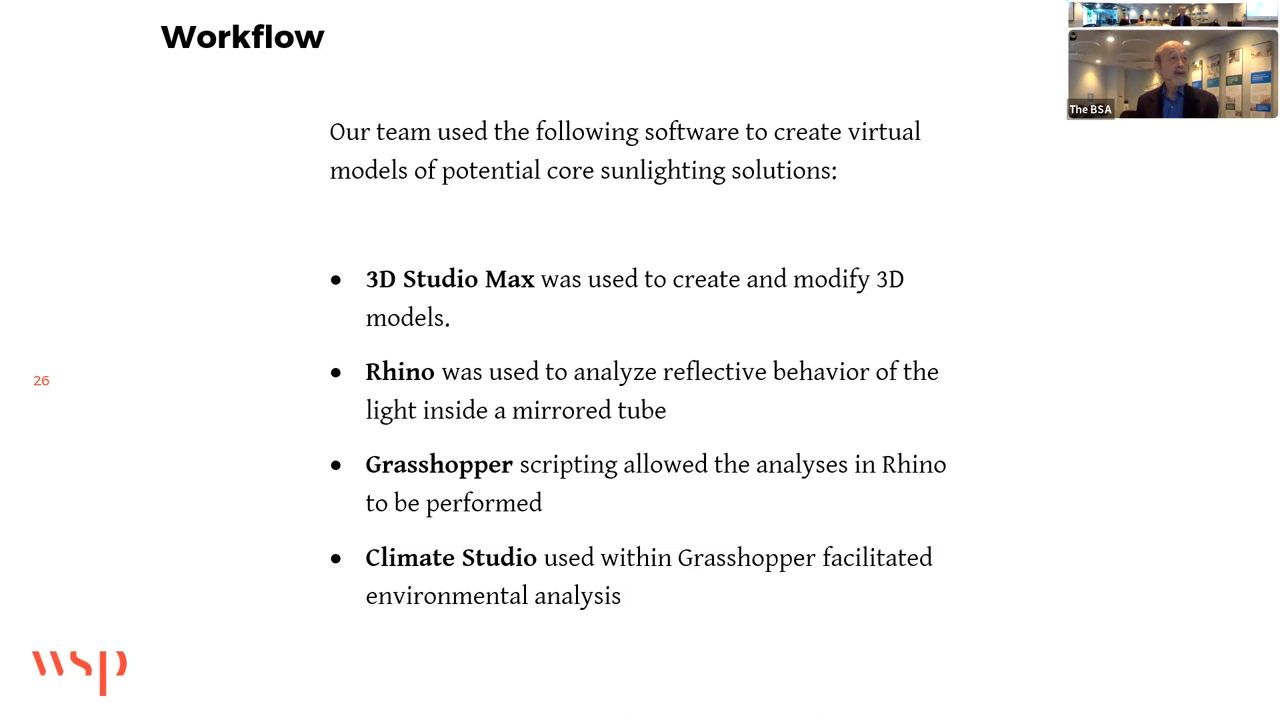 Workflow
The BSA
Our team used the following software to create virtual
models of potential core sunlighting solutions:
• 3D Studio Max was used to create and modify 3D
models.
• Rhino was used to analyze reflective behavior of the
light inside a mirrored tube
26
• Grasshopper scripting allowed the analyses in Rhino
to be performed
• Climate Studio used within Grasshopper facilitated
environmental analysis
wsp